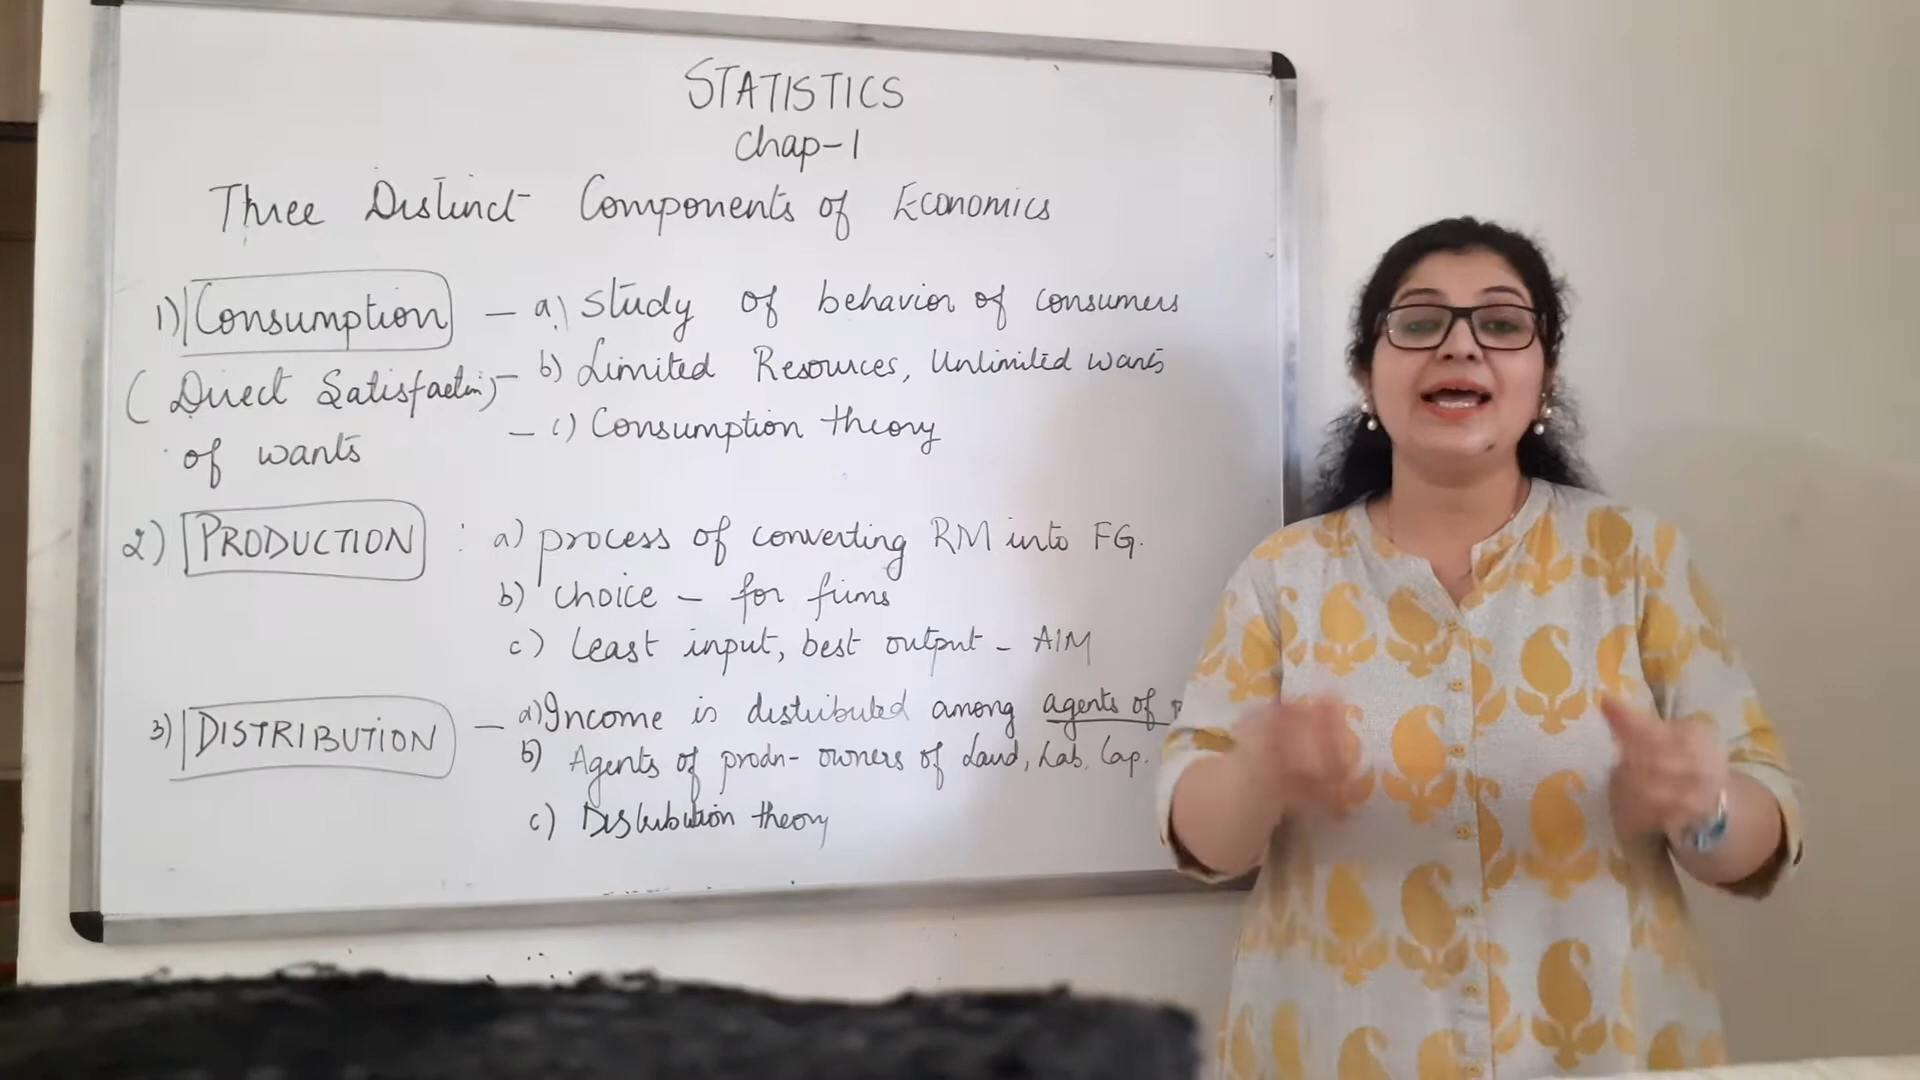 STATISTICS
Chap-1
Three Distinct Components of Economics
1) Consumption - a) Study of behavior of consumers
(Direct Satisfaction) - b) Limited Resources, Unlimited wants
of wants
- c) Consumption theory
2) PRODUCTION : a) process of converting RM into FG.
b) choice - for firms
c) least input, best output - AIM
3) DISTRIBUTION - a) Income is distributed among agents of
b) Agents of prodn- owners of Land, Lab, Cap.
c) Distribution theory